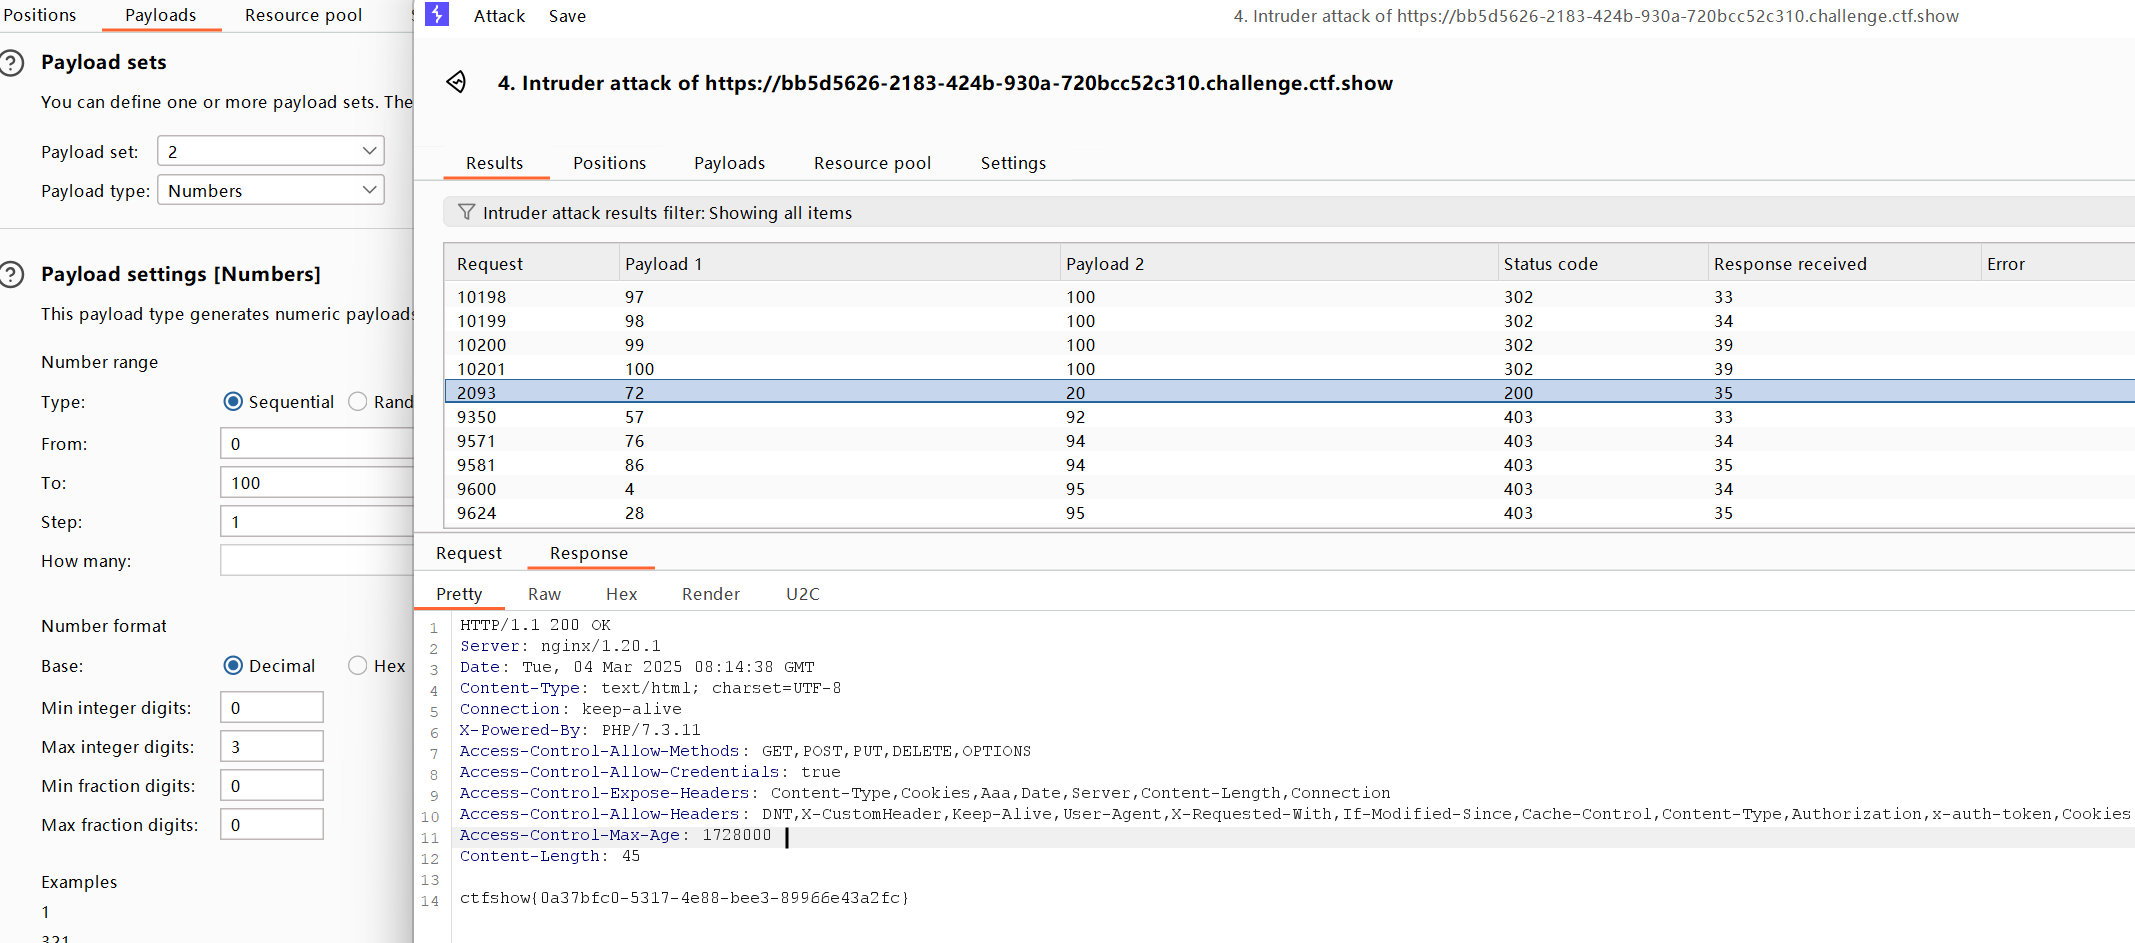 Positions Payloads Resource pool
Payload sets
You can define one or more payload sets. The
Payload set: 2
Payload type: Numbers
Payload settings [Numbers]
This payload type generates numeric payloads
Number range
Type: Sequential Rand
From: 0
To: 100
Step: 1
How many:
Number format
Base: Decimal Hex
Min integer digits: 0
Max integer digits: 3
Min fraction digits: 0
Max fraction digits: 0
Examples
1
321
Attack Save 4. Intruder attack of https://bb5d5626-2183-424b-930a-720bcc52c310.challenge.ctf.show
4. Intruder attack of https://bb5d5626-2183-424b-930a-720bcc52c310.challenge.ctf.show
Results Positions Payloads Resource pool Settings
Intruder attack results filter: Showing all items
Request Payload 1 Payload 2 Status code Response received Error
10198 97 100 302 33
10199 98 100 302 34
10200 99 100 302 39
10201 100 100 302 39
2093 72 20 200 35
9350 57 92 403 33
9571 76 94 403 34
9581 86 94 403 35
9600 4 95 403 34
9624 28 95 403 35
Request Response
Pretty Raw Hex Render U2C
1 HTTP/1.1 200 OK
2 Server: nginx/1.20.1
3 Date: Tue, 04 Mar 2025 08:14:38 GMT
4 Content-Type: text/html; charset=UTF-8
5 Connection: keep-alive
6 X-Powered-By: PHP/7.3.11
7 Access-Control-Allow-Methods: GET,POST,PUT,DELETE,OPTIONS
8 Access-Control-Allow-Credentials: true
9 Access-Control-Expose-Headers: Content-Type,Cookies,Aaa,Date,Server,Content-Length,Connection
10 Access-Control-Allow-Headers: DNT,X-CustomHeader,Keep-Alive,User-Agent,X-Requested-With,If-Modified-Since,Cache-Control,Content-Type,Authorization,x-auth-token,Cookies
11 Access-Control-Max-Age: 1728000
12 Content-Length: 45
13
14 ctfshow{0a37bfc0-5317-4e88-bee3-89966e43a2fc}